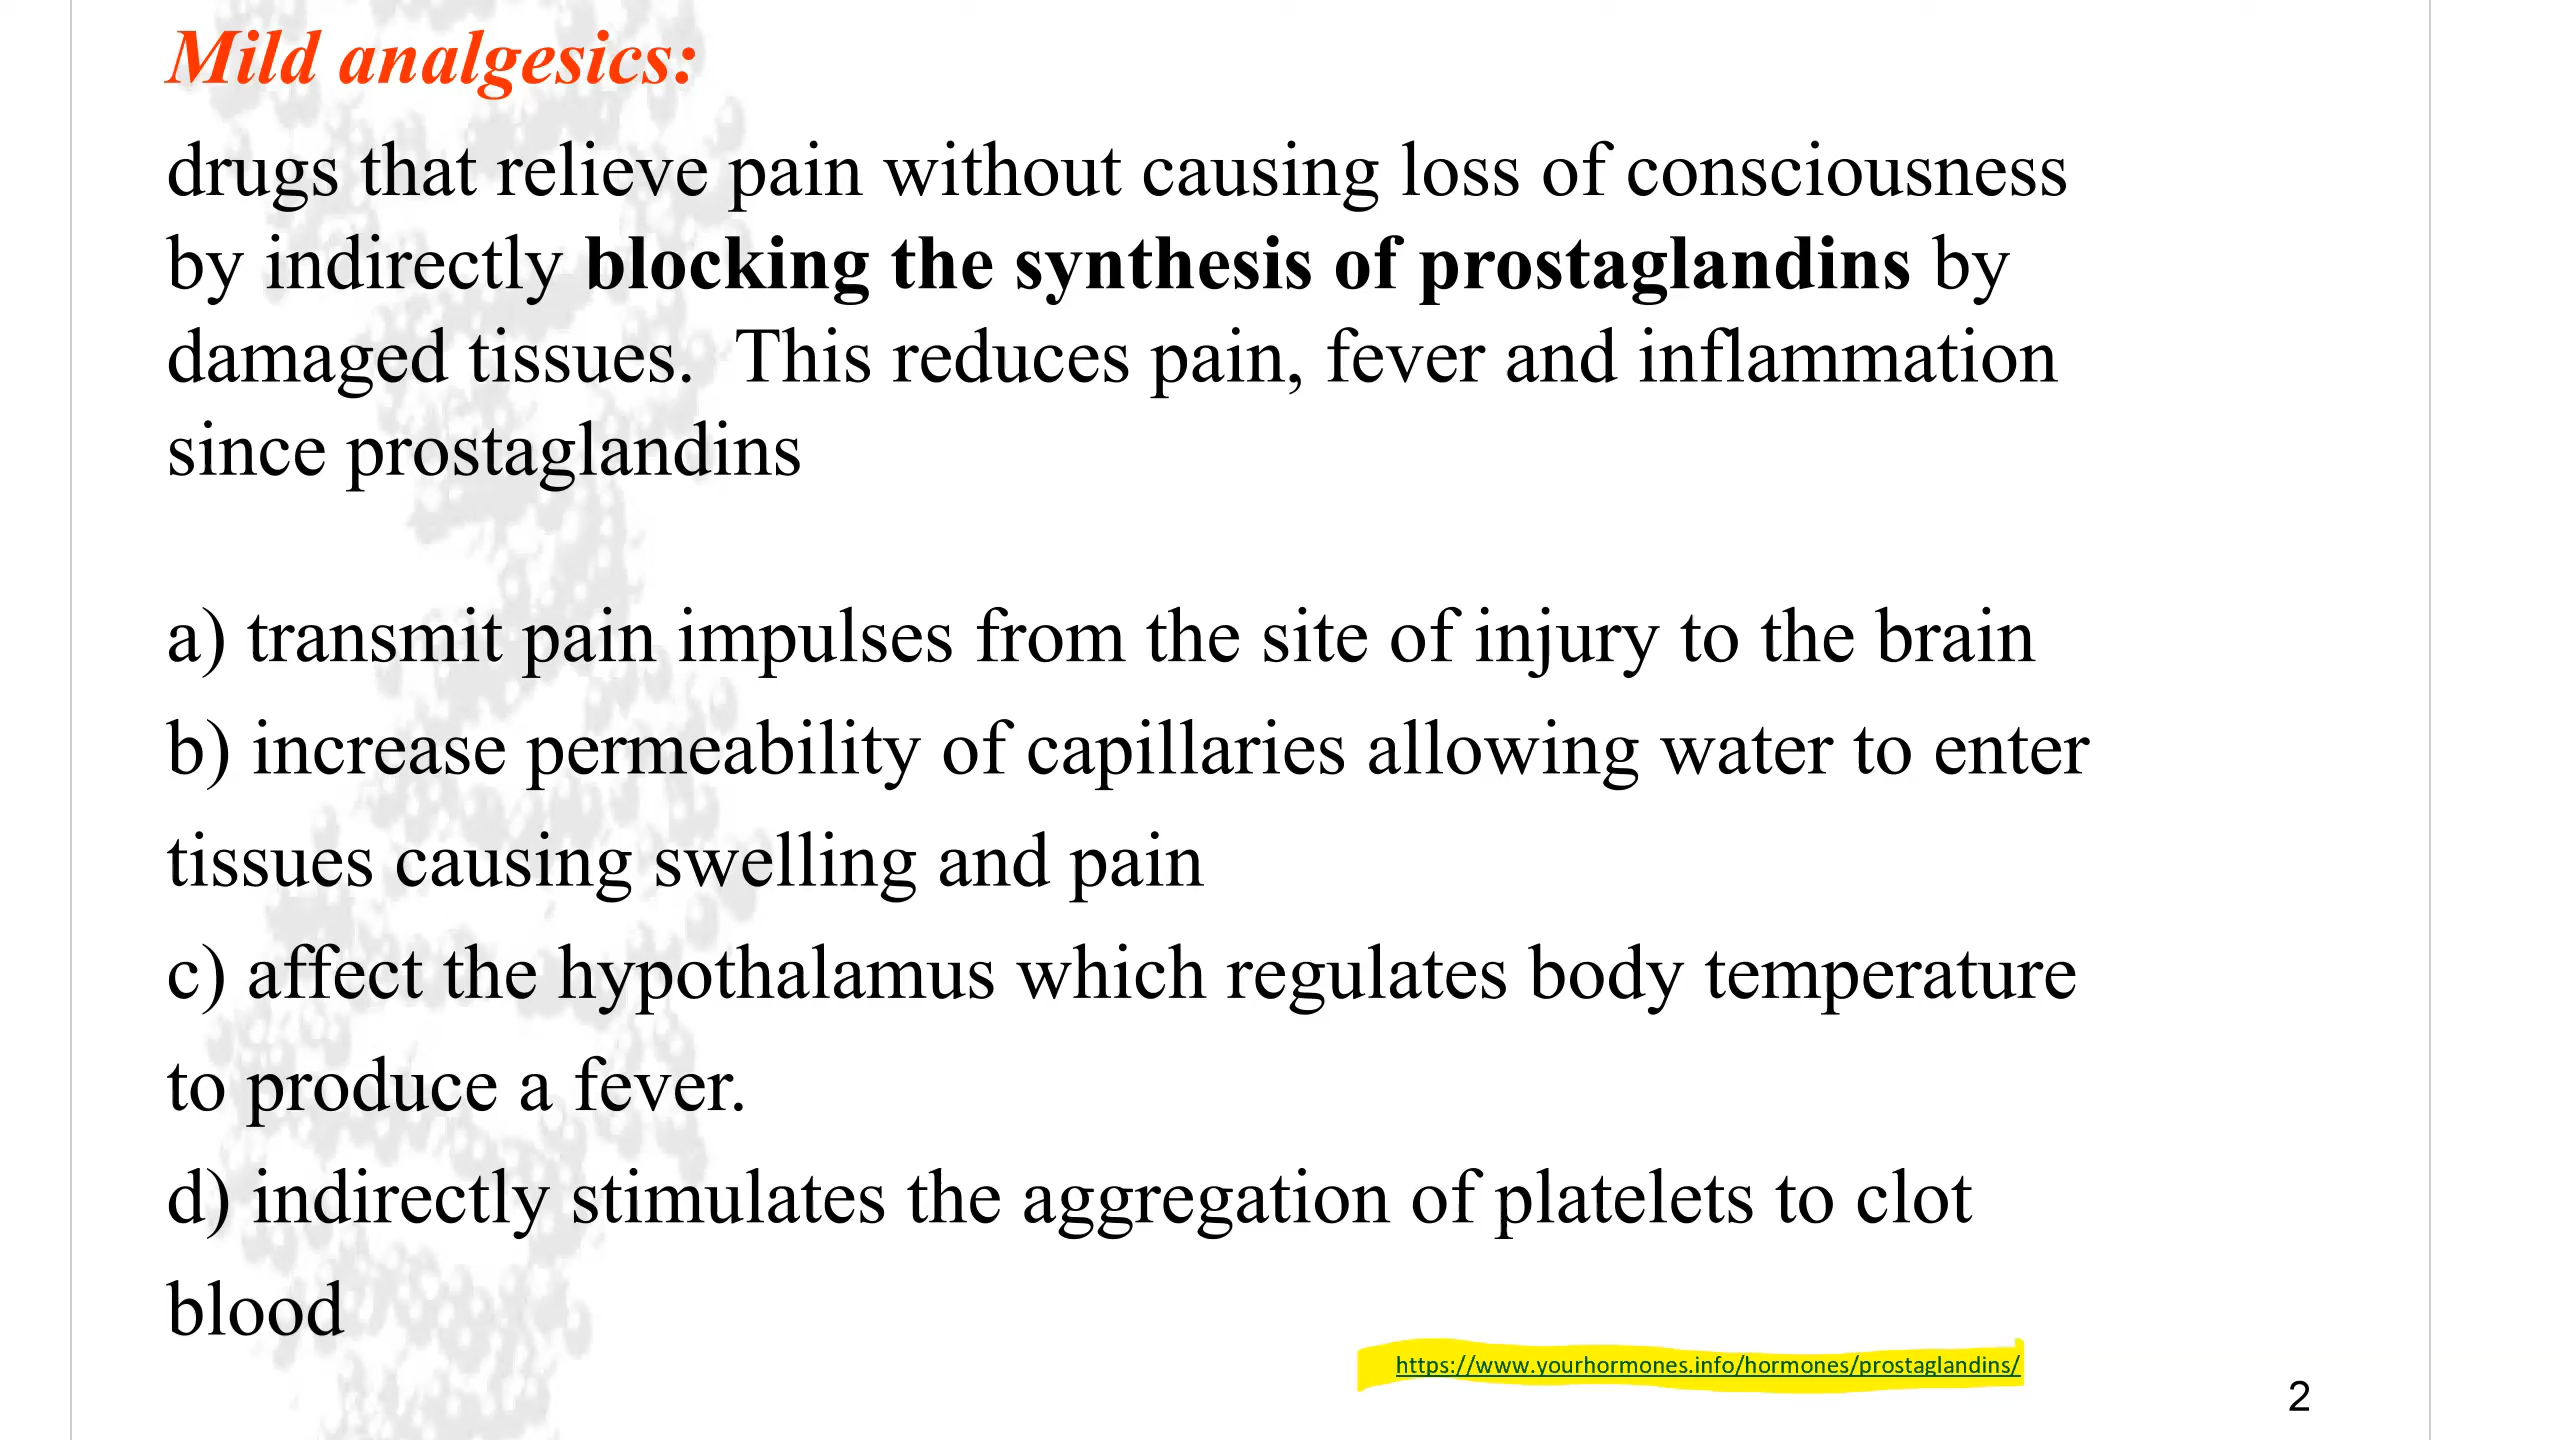 Mild analgesics:
drugs that relieve pain without causing loss of consciousness
by indirectly blocking the synthesis of prostaglandins by
damaged tissues.  This reduces pain, fever and inflammation
since prostaglandins
a) transmit pain impulses from the site of injury to the brain
b) increase permeability of capillaries allowing water to enter
tissues causing swelling and pain
c) affect the hypothalamus which regulates body temperature
to produce a fever.
d) indirectly stimulates the aggregation of platelets to clot
blood
https://www.yourhormones.info/hormones/prostaglandins/
2